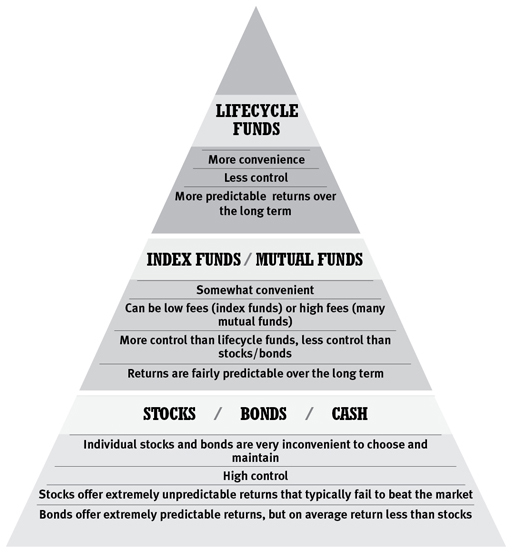 LIFECYCLE
FUNDS
More convenience
Less control
More predictable returns over
the long term
INDEX FUNDS / MUTUAL FUNDS
Somewhat convenient
Can be low fees (index funds) or high fees (many
mutual funds)
More control than lifecycle funds, less control than
stocks/bonds
Returns are fairly predictable over the long term
STOCKS / BONDS / CASH
Individual stocks and bonds are very inconvenient to choose and
maintain
High control
Stocks offer extremely unpredictable returns that typically fail to beat the market
Bonds offer extremely predictable returns, but on average return less than stocks